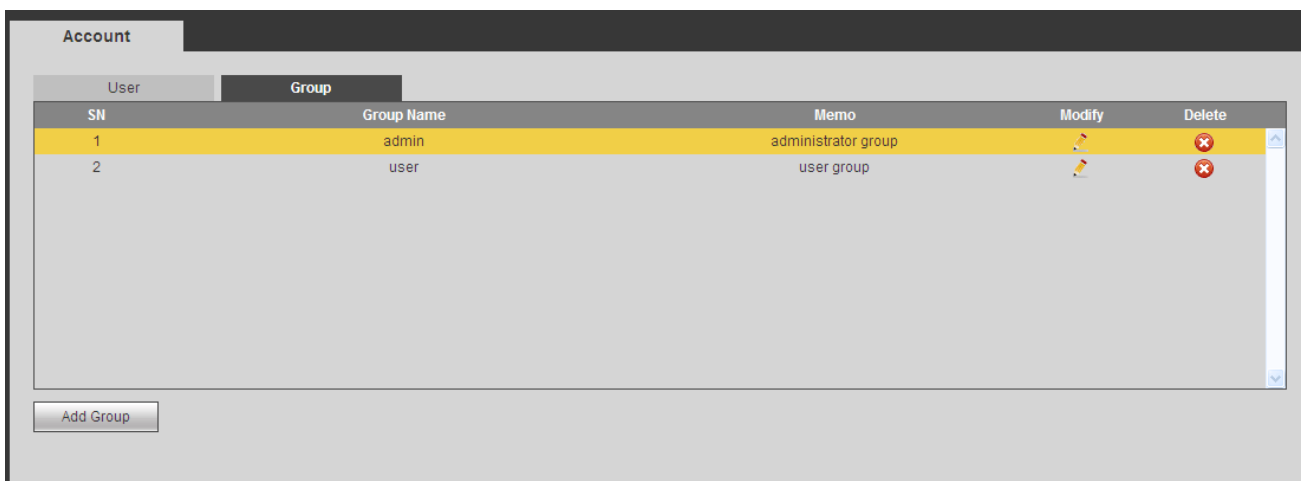 Account
User Group
SN Group Name Memo Modify Delete
1 admin administrator group
2 user user group
Add Group